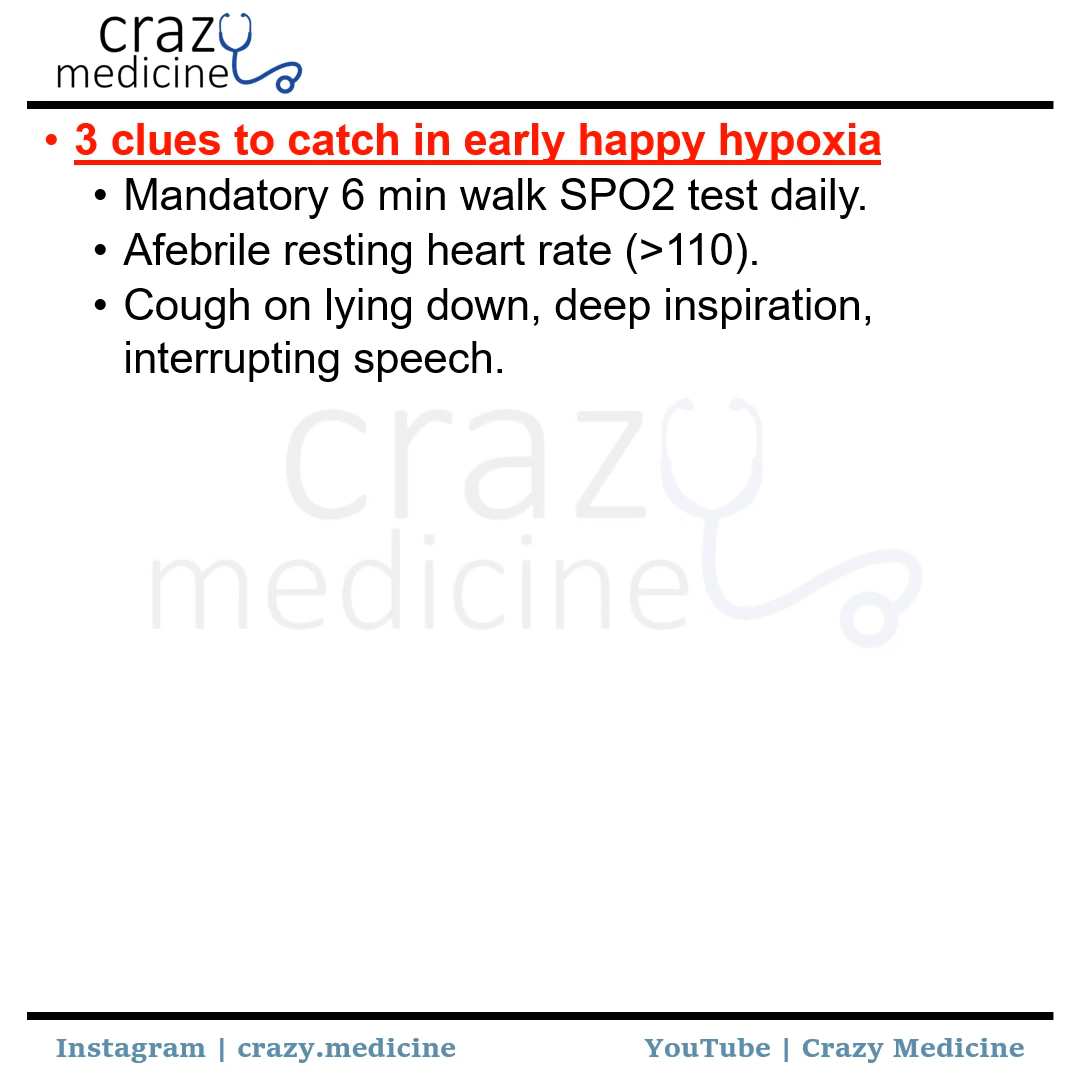 crazy
medicine
• 3 clues to catch in early happy hypoxia
• Mandatory 6 min walk SPO2 test daily.
• Afebrile resting heart rate (>110).
• Cough on lying down, deep inspiration,
interrupting speech.
crazy
medicine
Instagram | crazy.medicine
YouTube | Crazy Medicine